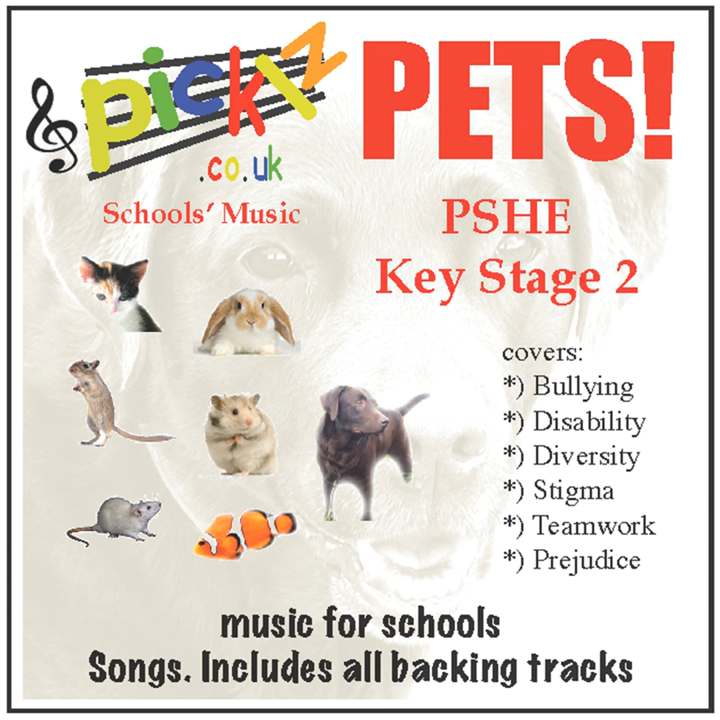 pickiz
.co.uk
Schools' Music
PETS!
PSHE
Key Stage 2
covers:
*) Bullying
*) Disability
*) Diversity
*) Stigma
*) Teamwork
*) Prejudice
music for schools
Songs. Includes all backing tracks